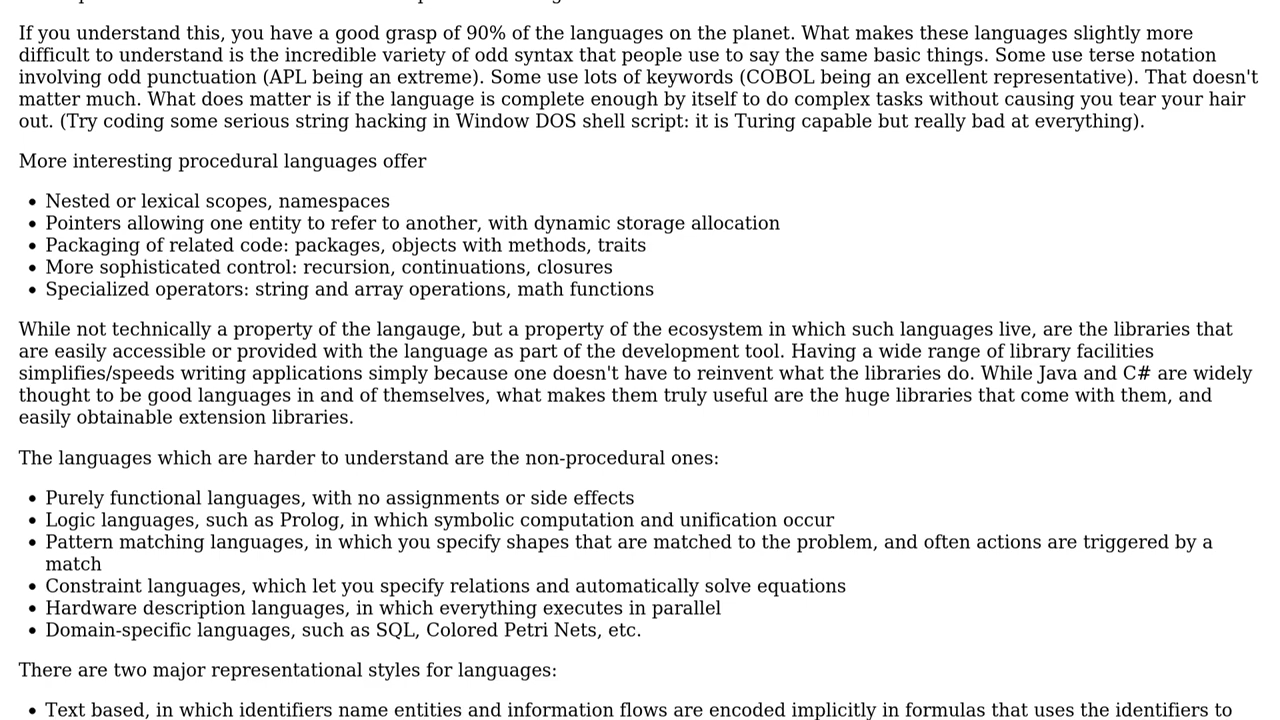 If you understand this, you have a good grasp of 90% of the languages on the planet. What makes these languages slightly more
difficult to understand is the incredible variety of odd syntax that people use to say the same basic things. Some use terse notation
involving odd punctuation (APL being an extreme). Some use lots of keywords (COBOL being an excellent representative). That doesn't
matter much. What does matter is if the language is complete enough by itself to do complex tasks without causing you tear your hair
out. (Try coding some serious string hacking in Window DOS shell script: it is Turing capable but really bad at everything).
More interesting procedural languages offer
• Nested or lexical scopes, namespaces
• Pointers allowing one entity to refer to another, with dynamic storage allocation
• Packaging of related code: packages, objects with methods, traits
• More sophisticated control: recursion, continuations, closures
• Specialized operators: string and array operations, math functions
While not technically a property of the langauge, but a property of the ecosystem in which such languages live, are the libraries that
are easily accessible or provided with the language as part of the development tool. Having a wide range of library facilities
simplifies/speeds writing applications simply because one doesn't have to reinvent what the libraries do. While Java and C# are widely
thought to be good languages in and of themselves, what makes them truly useful are the huge libraries that come with them, and
easily obtainable extension libraries.
The languages which are harder to understand are the non-procedural ones:
• Purely functional languages, with no assignments or side effects
• Logic languages, such as Prolog, in which symbolic computation and unification occur
• Pattern matching languages, in which you specify shapes that are matched to the problem, and often actions are triggered by a
match
• Constraint languages, which let you specify relations and automatically solve equations
• Hardware description languages, in which everything executes in parallel
• Domain-specific languages, such as SQL, Colored Petri Nets, etc.
There are two major representational styles for languages:
• Text based, in which identifiers name entities and information flows are encoded implicitly in formulas that uses the identifiers to